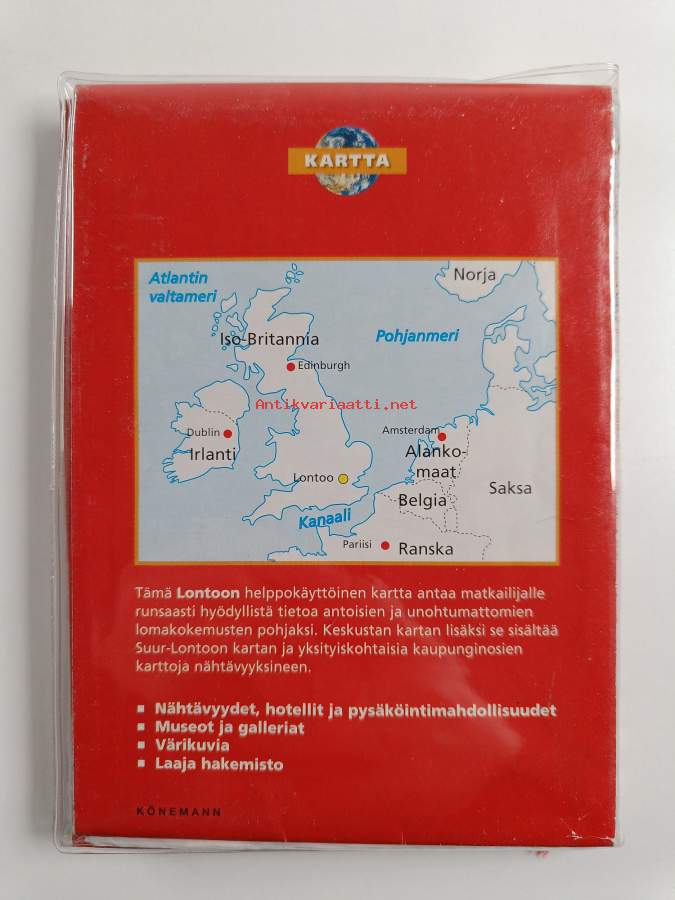 KARTTA
Atlantin
valtameri
Norja
Iso-Britannia
Pohjanmeri
Edinburgh
Antikvariaatti.net
Dublin
Irlanti
Amsterdam
Alanko-
maat
Lontoo
Saksa
Belgia
Kanaali
Pariisi
Ranska
Tämä Lontoon helppokäyttöinen kartta antaa matkailijalle
runsaasti hyödyllistä tietoa antoisien ja unohtumattomien
lomakokemusten pohjaksi. Keskustan kartan lisäksi se sisältää
Suur-Lontoon kartan ja yksityiskohtaisia kaupunginosien
karttoja nähtävyyksineen.
▪ Nähtävyydet, hotellit ja pysäköintimahdollisuudet
▪ Museot ja galleriat
▪ Värikuvia
▪ Laaja hakemisto
KÖNEMANN